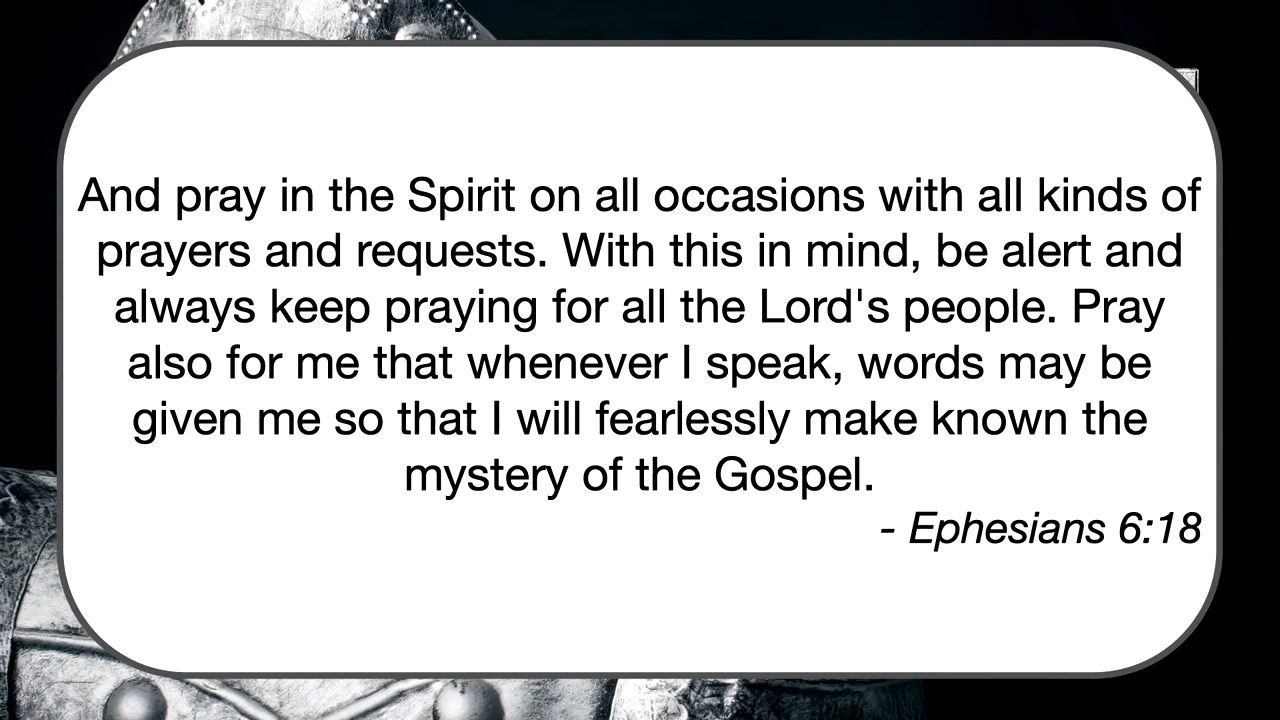 And pray in the Spirit on all occasions with all kinds of
prayers and requests. With this in mind, be alert and
always keep praying for all the Lord's people. Pray
also for me that whenever I speak, words may be
given me so that I will fearlessly make known the
mystery of the Gospel.
- Ephesians 6:18